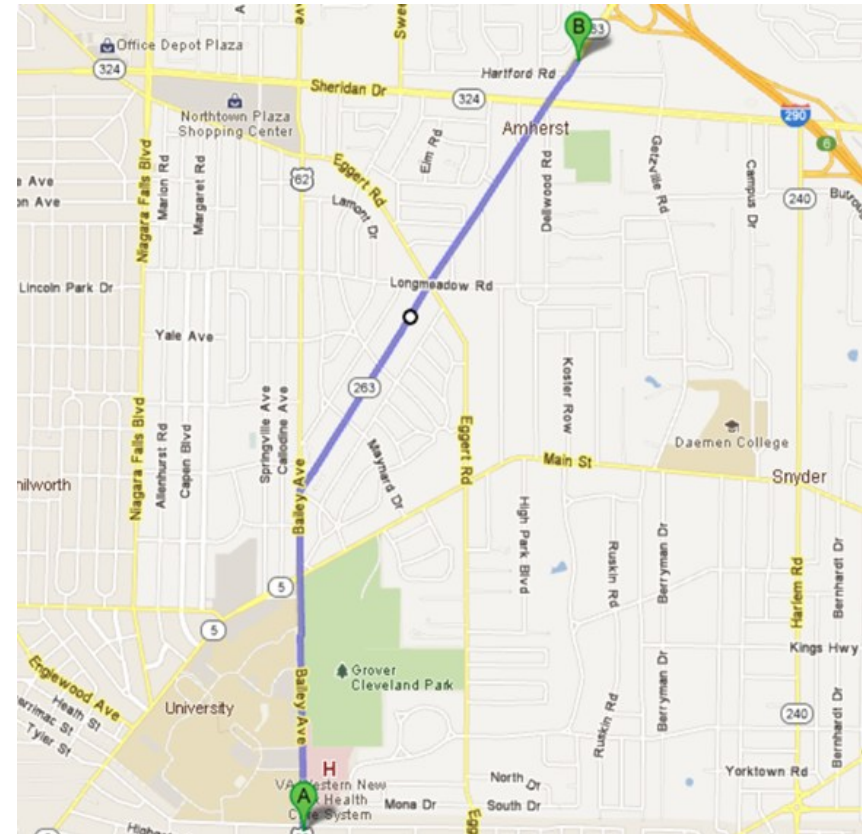 Office Depot Plaza
324
Sheridan Dr
Northtown Plaza
Shopping Center
B
Hartford Rd
324
Amherst
290
6
Niagara Falls Blvd
Marion Rd
Margaret Rd
62
Eggert Rd
Elm Rd
Lamont Dr
Dellwood Rd
Getzville Rd
Campus Dr
240
Lincoln Park Dr
Longmeadow Rd
Yale Ave
263
Springville Ave
Callodine Ave
Allenhurst Rd
Capen Blvd
Niagara Falls Blvd
Bailey Ave
Maynard Dr
Eggert Rd
Koster Row
Daemen College
Main St
Snyder
High Park Blvd
Ruskin Rd
Berryman Dr
Harlem Rd
Bernhardt Dr
5
5
Kings Hwy
Englewood Ave
Heath St
Tyler St
University
Grover
Cleveland Park
Bailey Ave
Ruskin Rd
Berryman Dr
240
Bernhardt Dr
H
A
North Dr
South Dr
Mona Dr
Yorktown Rd